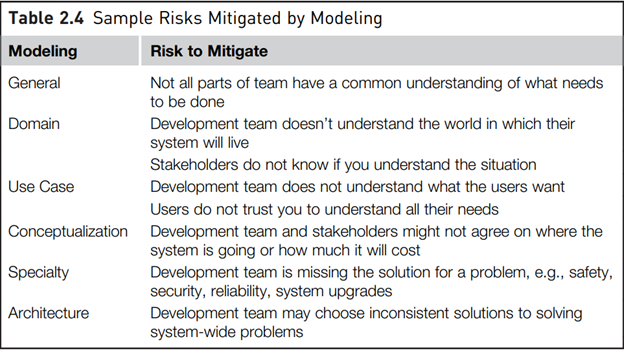 Table 2.4 Sample Risks Mitigated by Modeling
Modeling Risk to Mitigate
General Not all parts of team have a common understanding of what needs
to be done
Domain Development team doesn’t understand the world in which their
system will live
Stakeholders do not know if you understand the situation
Use Case Development team does not understand what the users want
Users do not trust you to understand all their needs
Conceptualization Development team and stakeholders might not agree on where the
system is going or how much it will cost
Specialty Development team is missing the solution for a problem, e.g., safety,
security, reliability, system upgrades
Architecture Development team may choose inconsistent solutions to solving
system-wide problems